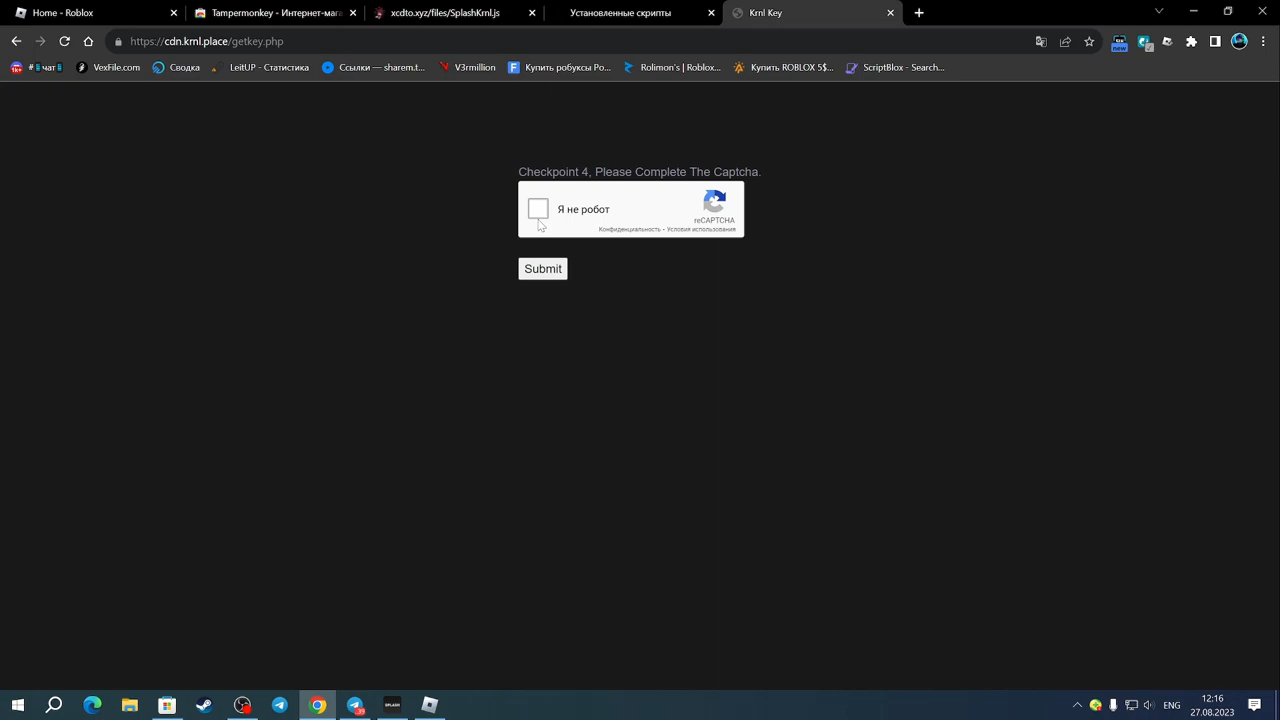 Home - Roblox
Tampermonkey - Интернет-мага
xcdto.xyz/files/SplashKrnl.js
Установленные скрипты
Krnl Key
https://cdn.krnl.place/getkey.php
new
VexFile.com
Сводка
LeitUP - Статистика
Ссылки — sharem.t...
V3rmillion
Купить робуксы Ро...
Rolimon's | Roblox...
Купить ROBLOX 5$...
ScriptBlox - Search...
Checkpoint 4, Please Complete The Captcha.
Я не робот
reCAPTCHA
Конфиденциальность - Условия использования
Submit
SPLASH
ENG
12:16
27.08.2023